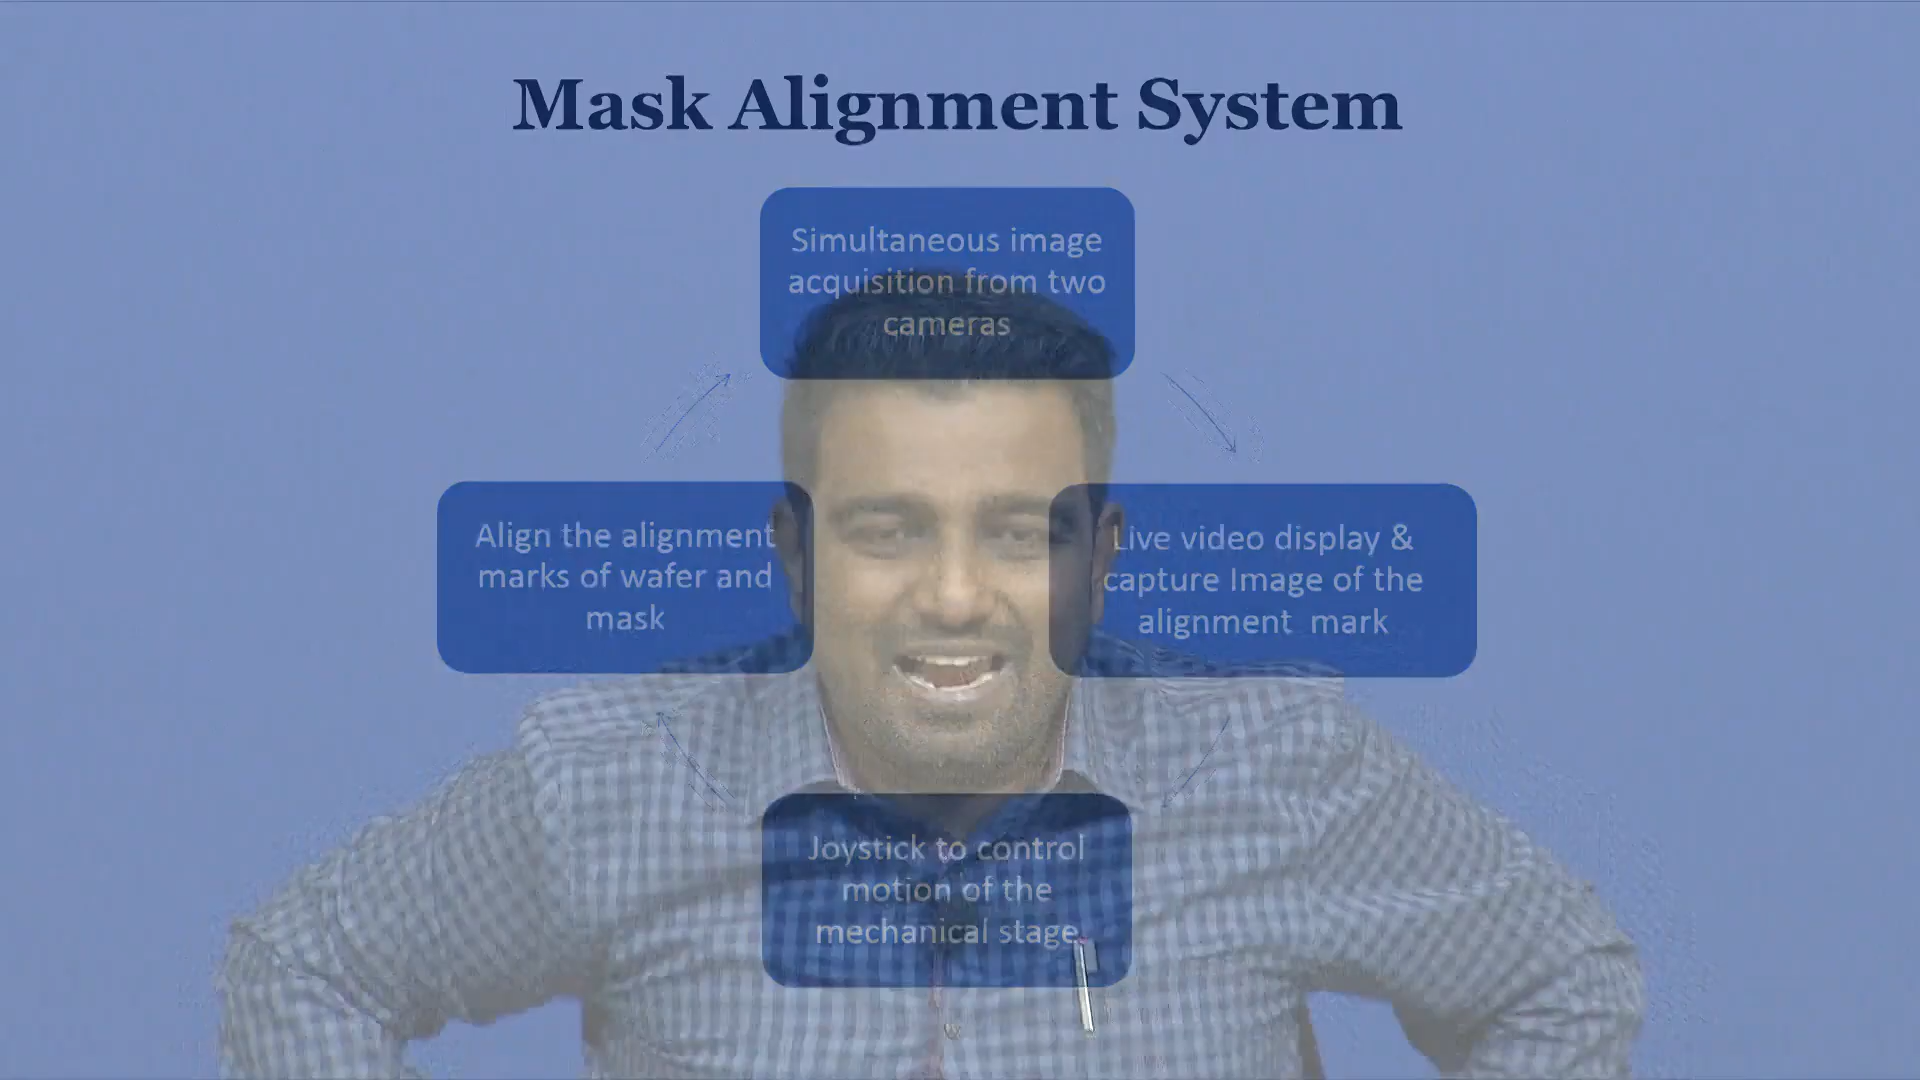 Mask Alignment System
Simultaneous image
acquisition from two
cameras
Align the alignment
marks of wafer and
mask
Live video display &
capture Image of the
alignment mark
Joystick to control
motion of the
mechanical stage